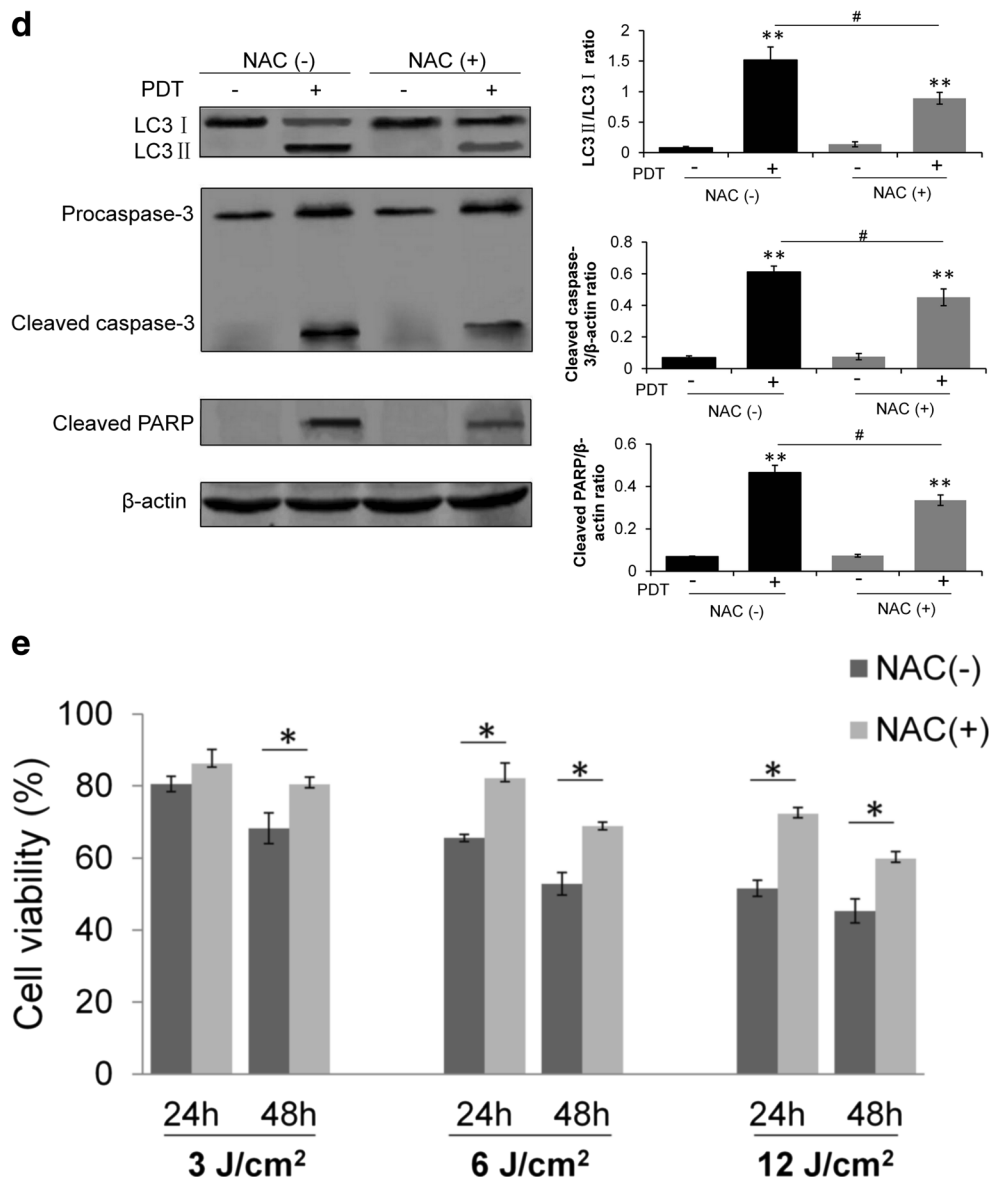 d
NAC (-) NAC (+)
PDT - + - +
LC3 Ⅰ
LC3 Ⅱ
Procaspase-3
Cleaved caspase-3
Cleaved PARP
β-actin
LC3Ⅱ/LC3Ⅰ ratio
2
1.5
1
0.5
0
** # **
PDT - + - +
NAC (-) NAC (+)
Cleaved caspase-
3/β-actin ratio
0.8
0.6
0.4
0.2
0
** # **
PDT - + - +
NAC (-) NAC (+)
Cleaved PARP/β-
actin ratio
0.6
0.4
0.2
0
** # **
PDT - + - +
NAC (-) NAC (+)
e
NAC(-)
NAC(+)
Cell viability (%)
100
80
60
40
20
0
* * * * *
24h 48h 24h 48h 24h 48h
3 J/cm² 6 J/cm² 12 J/cm²